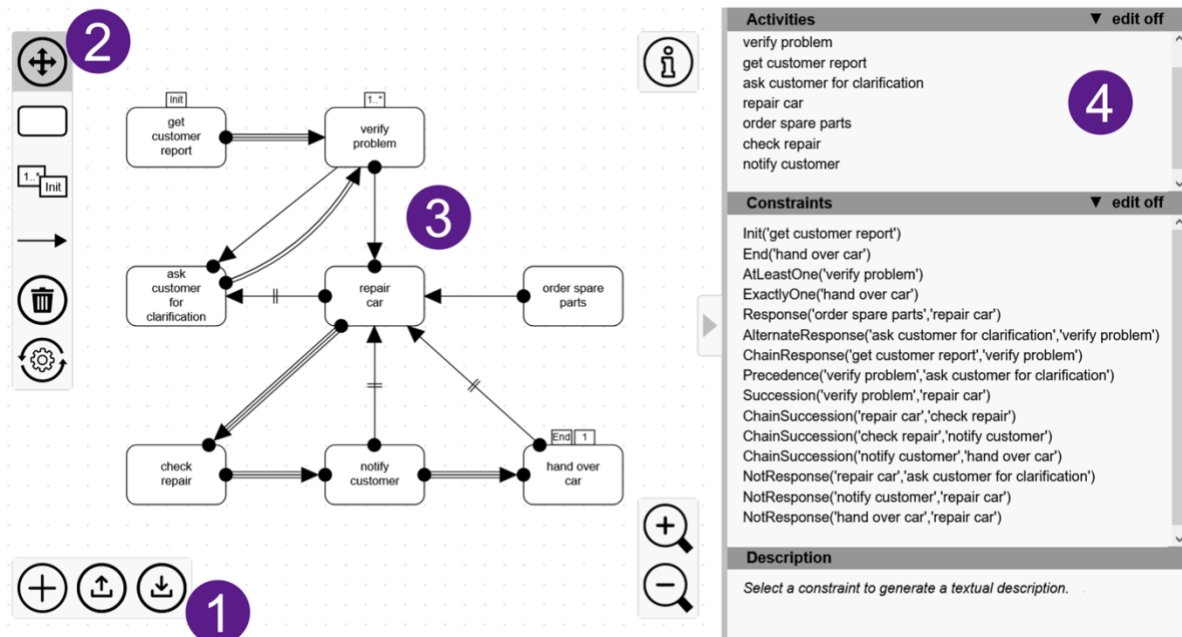 2
1..*
Init
Init
get
customer
report
1..*
verify
problem
3
ask
customer
for
clarification
repair
car
order spare
parts
check
repair
notify
customer
End 1
hand over
car
1
Activities ▼ edit off
verify problem
get customer report
ask customer for clarification
repair car
order spare parts
check repair
notify customer
4
Constraints ▼ edit off
Init('get customer report')
End('hand over car')
AtLeastOne('verify problem')
ExactlyOne('hand over car')
Response('order spare parts','repair car')
AlternateResponse('ask customer for clarification','verify problem')
ChainResponse('get customer report','verify problem')
Precedence('verify problem','ask customer for clarification')
Succession('verify problem','repair car')
ChainSuccession('repair car','check repair')
ChainSuccession('check repair','notify customer')
ChainSuccession('notify customer','hand over car')
NotResponse('repair car','ask customer for clarification')
NotResponse('notify customer','repair car')
NotResponse('hand over car','repair car')
Description
Select a constraint to generate a textual description.